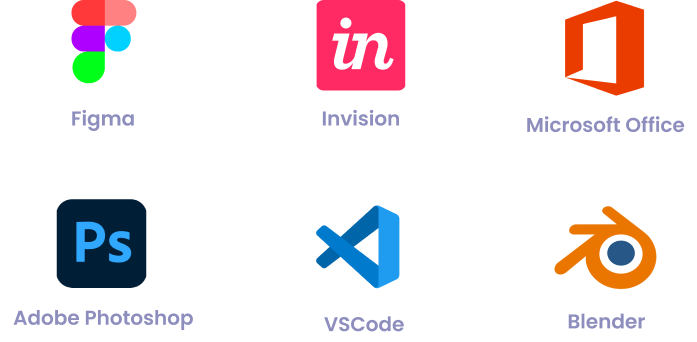 in
Figma
Invision
Microsoft Office
Ps
Adobe Photoshop
VSCode
Blender